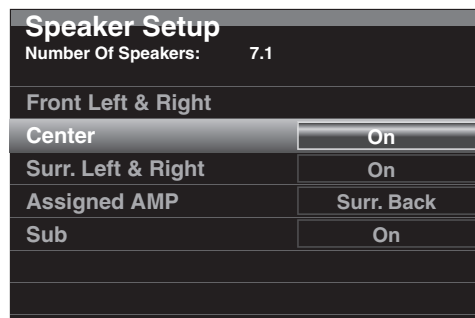 Speaker Setup
Number Of Speakers: 7.1
Front Left & Right
Center On
Surr. Left & Right On
Assigned AMP Surr. Back
Sub On